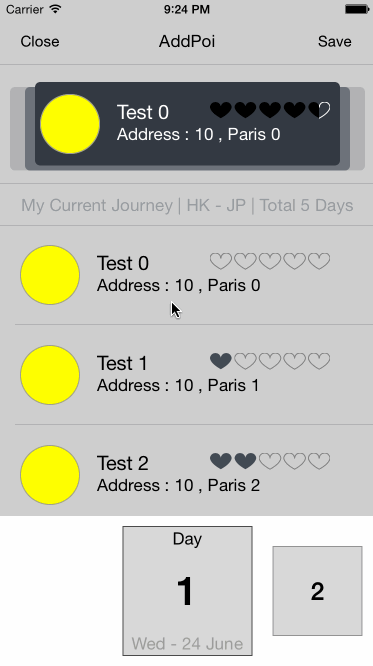 Carrier 9:24 PM
Close AddPoi Save
Test 0
Address : 10 , Paris 0
My Current Journey | HK - JP | Total 5 Days
Test 0
Address : 10 , Paris 0
Test 1
Address : 10 , Paris 1
Test 2
Address : 10 , Paris 2
Day
1 2
Wed - 24 June